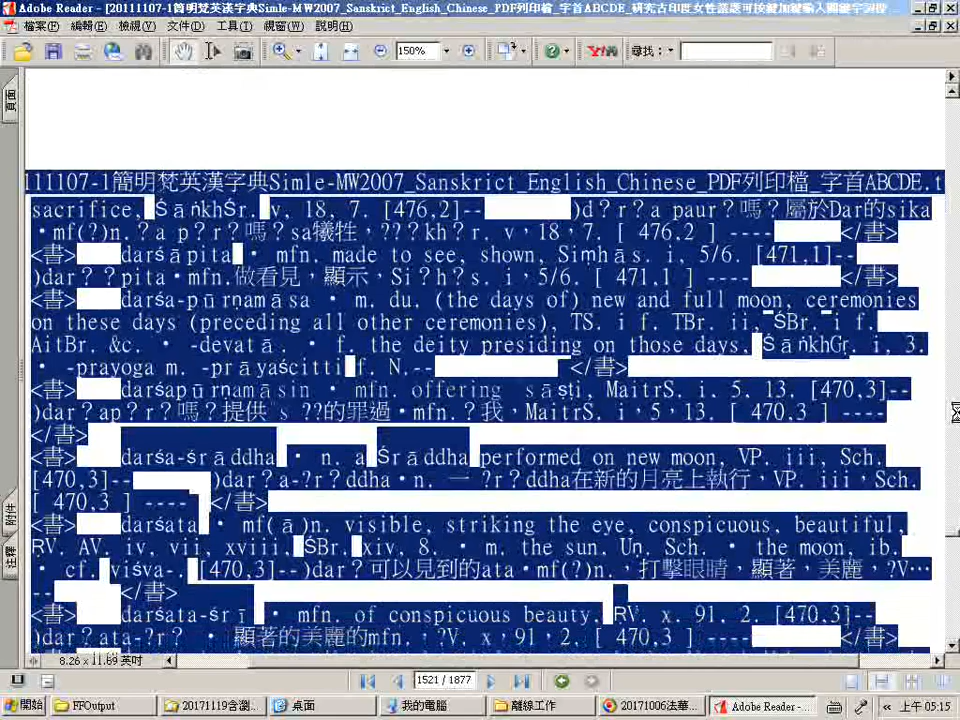 Adobe Reader - [20111107-1簡明梵英漢字典Simle-MW2007_Sanskrict_English_Chinese_PDF列印檔_字首ABCDE_研究古印度女性議題可按鍵
檔案(F) 編輯(E) 檢視(V) 文件(D) 工具(T) 視窗(W) 說明(H)
150% 尋找:
頁面
111107-1簡明梵英漢字典Simle-MW2007_Sanskrict_English_Chinese_PDF列印檔_字首ABCDE.t
sacrifice, ŚāṅkhŚr. v, 18, 7. [476,2]-- )d?r?a paur?嗎?屬於Dar的sika
·mf(?)n. ?a p?r?嗎?sa犧牲,???kh?r. v,18,7. [ 476,2 ] ---- </書>
<書> darśāpita · mfn. made to see, shown, Siṃhās. i, 5/6. [471,1]--
)dar??pita·mfn.做看見,顯示,Si?h?s. i,5/6. [ 471,1 ] ---- </書>
<書> darśa-pūrṇamāsa · m. du. (the days of) new and full moon, ceremonies
on these days (preceding all other ceremonies), TS. i f. TBr. ii, ŚBr. i f.
AitBr. &c. · -devatā. · f. the deity presiding on those days, ŚāṅkhGṛ. i, 3.
· -prayoga m. -prāyaścitti f. N.-- </書>
<書> darśapūrṇamāsin · mfn. offering sāṣṭi, MaitrS. i. 5. 13. [470,3]--
)dar?ap?r?嗎?提供 s ??的罪過·mfn.?我,MaitrS. i,5,13. [ 470,3 ] ----
</書>
<書> darśa-śrāddha · n. a Śrāddha performed on new moon, VP. iii, Sch.
[470,3]-- )dar?a-?r?ddha·n. 一 ?r?ddha在新的月亮上執行,VP. iii,Sch.
[ 470,3 ] ---- </書>
<書> darśata · mf(ā)n. visible, striking the eye, conspicuous, beautiful,
RV. AV. iv, vii, xviii, ŚBr. xiv, 8. · m. the sun, Uṇ. Sch. · the moon, ib.
· cf. viśva-. [470,3]--)dar?可以見到的ata·mf(?)n.,打擊眼睛,顯著,美麗,?V…
-- </書>
<書> darśata-śrī · mfn. of conspicuous beauty, RV. x. 91. 2. [470,3]--
)dar?ata-?r? · 顯著的美麗的mfn.,?V. x,91,2. [ 470,3 ] ---- </書>
附件
註釋
8.26 x 11.69 英吋
1521 / 1877
開始 FFOutput 20171119含瀏... 桌面 我的電腦 離線工作 20171006法華... Adobe Reader - [... 上午 05:15